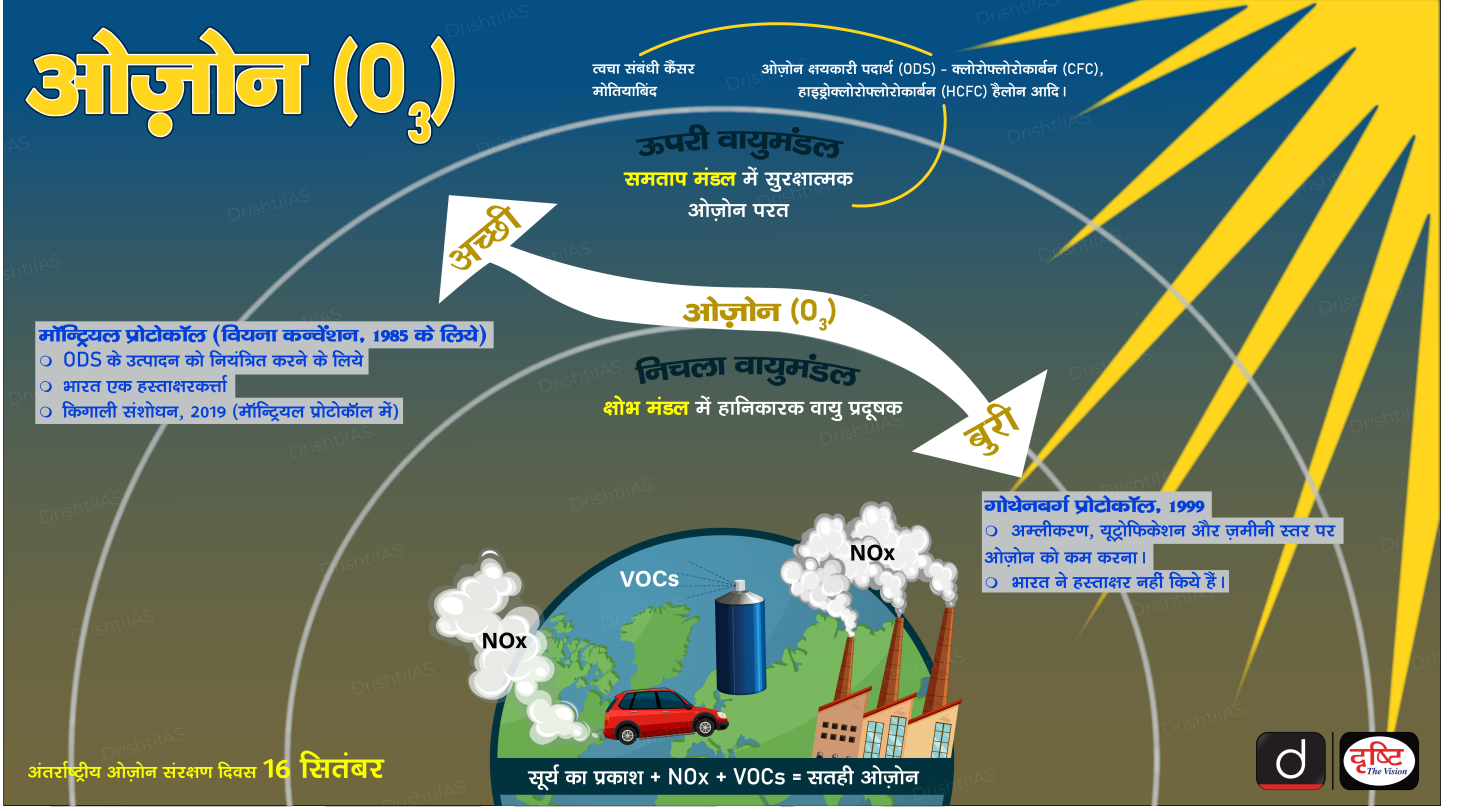 ओज़ोन (O3)
त्वचा संबंधी कैंसर
मोतियाबिंद
ओज़ोन क्षयकारी पदार्थ (ODS) - क्लोरोफ्लोरोकार्बन (CFC),
हाइड्रोक्लोरोफ्लोरोकार्बन (HCFC) हैलोन आदि।
ऊपरी वायुमंडल
समताप मंडल में सुरक्षात्मक
ओज़ोन परत
अच्छी
ओज़ोन (O3)
बुरी
मॉन्ट्रियल प्रोटोकॉल (वियना कन्वेंशन, 1985 के लिये)
❍ ODS के उत्पादन को नियंत्रित करने के लिये
❍ भारत एक हस्ताक्षरकर्त्ता
❍ किगाली संशोधन, 2019 (मॉन्ट्रियल प्रोटोकॉल में)
निचला वायुमंडल
क्षोभ मंडल में हानिकारक वायु प्रदूषक
गोथेनबर्ग प्रोटोकॉल, 1999
❍ अम्लीकरण, यूट्रोफिकेशन और ज़मीनी स्तर पर
ओज़ोन को कम करना।
❍ भारत ने हस्ताक्षर नहीं किये हैं।
NOx
VOCs
NOx
सूर्य का प्रकाश + NOx + VOCs = सतही ओज़ोन
अंतर्राष्ट्रीय ओज़ोन संरक्षण दिवस 16 सितंबर
d
दृष्टि
The Vision
DrishtiIAS